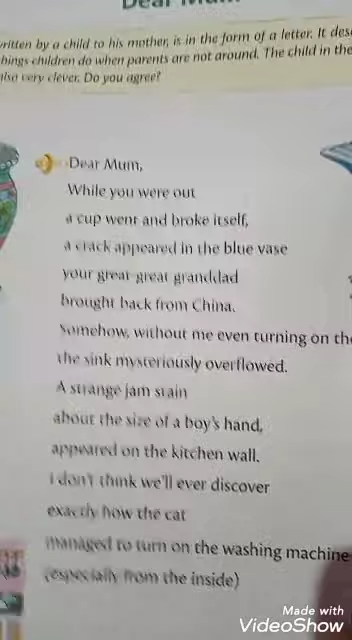 Dear Mum
written by a child to his mother, is in the form of a letter. It
things children do when parents are not around. The child in the
also very clever. Do you agree?
Dear Mum,
While you were out
a cup went and broke itself,
a crack appeared in the blue vase
your great-great granddad
brought back from China.
Somehow, without me even turning on the
the sink mysteriously overflowed.
A strange jam stain
about the size of a boy's hand,
appeared on the kitchen wall.
I don't think we'll ever discover
exactly how the cat
managed to turn on the washing machine
(especially from the inside)
Made with
VideoShow